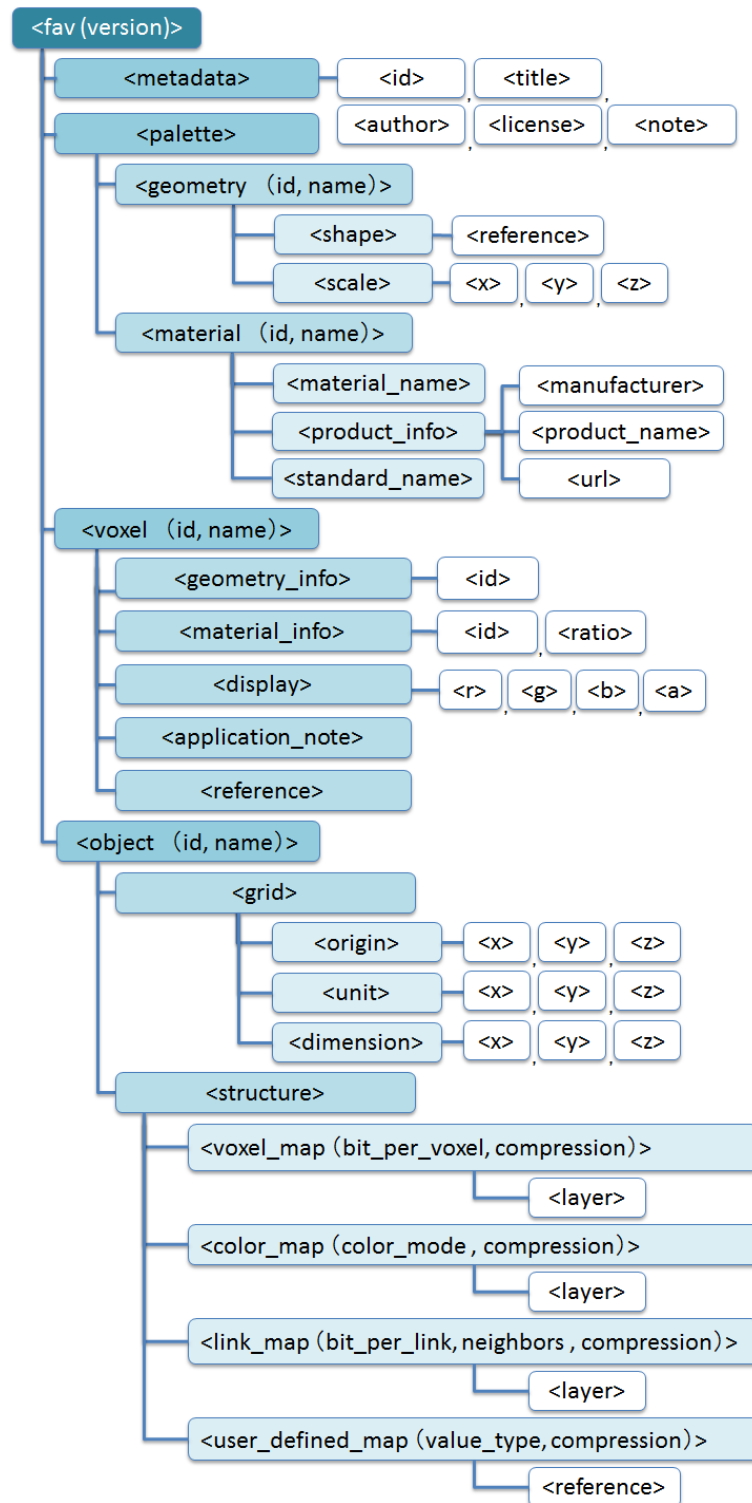 <fav (version)>
<metadata> <id> , <title> ,
<author> , <license> , <note>
<palette>
<geometry （id, name)>
<shape> <reference>
<scale> <x> , <y> , <z>
<material （id, name)>
<material_name>
<product_info>
<standard_name>
<manufacturer>
<product_name>
<url>
<voxel （id, name)>
<geometry_info> <id>
<material_info> <id> , <ratio>
<display> <r> , <g> , <b> , <a>
<application_note>
<reference>
<object （id, name)>
<grid>
<origin> <x> , <y> , <z>
<unit> <x> , <y> , <z>
<dimension> <x> , <y> , <z>
<structure>
<voxel_map (bit_per_voxel, compression)>
<layer>
<color_map (color_mode , compression)>
<layer>
<link_map (bit_per_link, neighbors , compression)>
<layer>
<user_defined_map (value_type, compression)>
<reference>